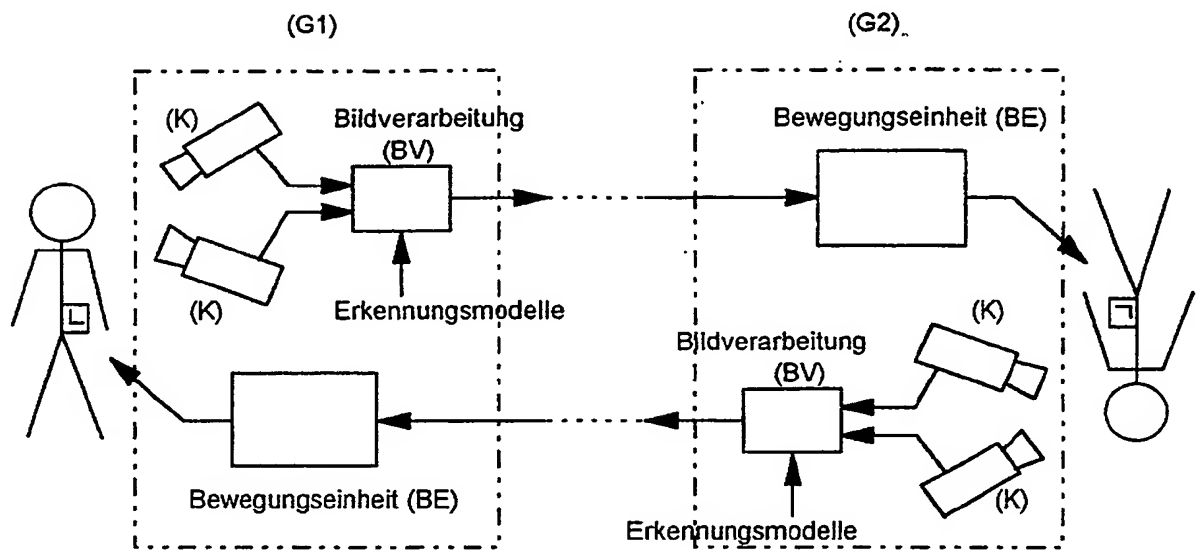 (G1)
(G2)
(K)
Bildverarbeitung
(BV)
Bewegungseinheit (BE)
(K)
Erkennungsmodelle
L
L
(K)
Bildverarbeitung
(BV)
Bewegungseinheit (BE)
(K)
Erkennungsmodelle